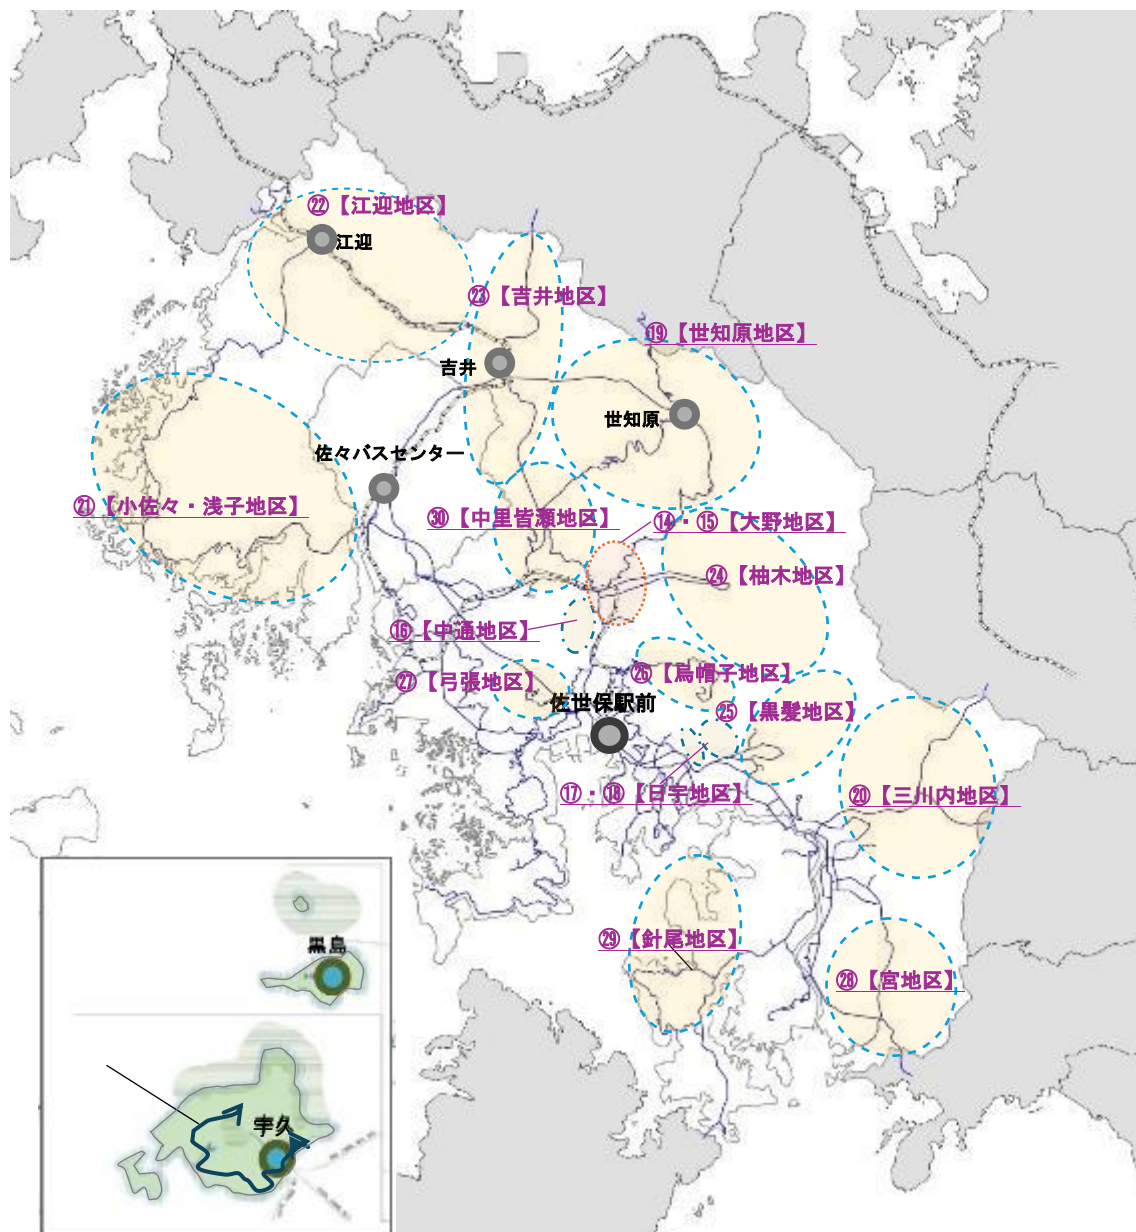 ㉒【江迎地区】
江迎
㉓【吉井地区】
⑲【世知原地区】
吉井
世知原
佐々バスセンター
㉑【小佐々・浅子地区】
㉚【中里皆瀬地区】
⑭・⑮【大野地区】
㉔【柚木地区】
⑯【中通地区】
㉗【弓張地区】
㉖【烏帽子地区】
佐世保駅前
㉕【黒髪地区】
⑰・⑱【日宇地区】
⑳【三川内地区】
㉙【針尾地区】
㉘【宮地区】
黒島
宇久